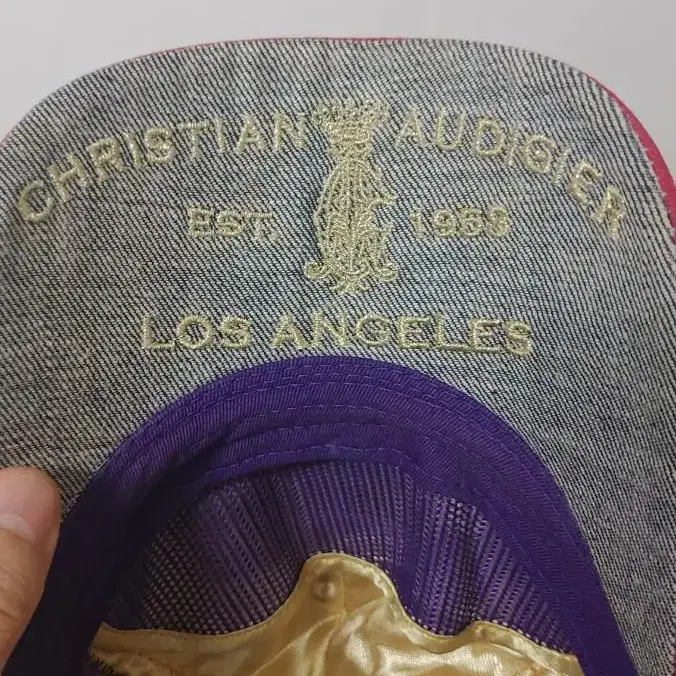 CHRISTIAN AUDIGIER
EST. 1958
LOS ANGELES